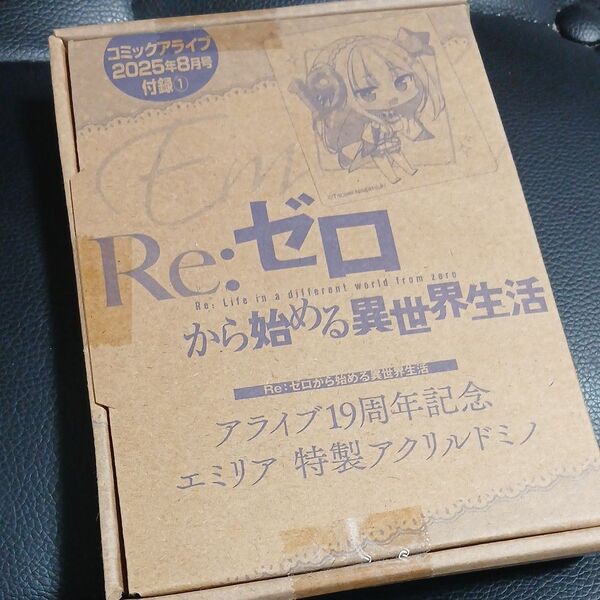 コミックアライブ
2025年8月号
付録①
©Tsunako/Nagatsuki
Em
Re:ゼロ
Re: Life in a different world from zero
から始める異世界生活
Re:ゼロから始める異世界生活
アライブ19周年記念
エミリア 特製アクリルドミノ